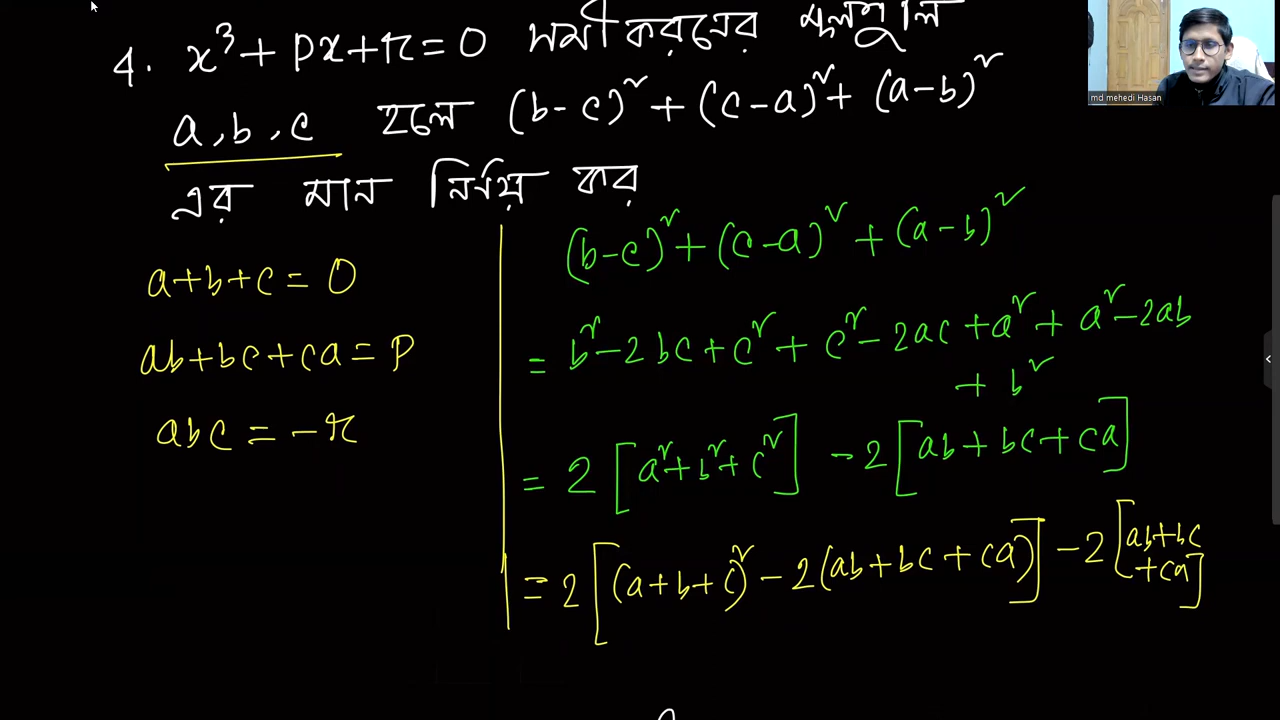 4. x³ + px + r = 0 সমীকরণের মূলগুলি
a, b, c হলে (b-c)² + (c-a)² + (a-b)²
এর মান নির্ণয় কর
a+b+c = 0
ab+bc+ca = p
abc = -r
(b-c)² + (c-a)² + (a-b)²
= b² - 2bc + c² + c² - 2ac + a² + a² - 2ab
+ b²
= 2[a²+b²+c²] - 2[ab+bc+ca]
= 2[(a+b+c)² - 2(ab+bc+ca)] - 2[ab+bc
+ca]
md mehedi Hasan